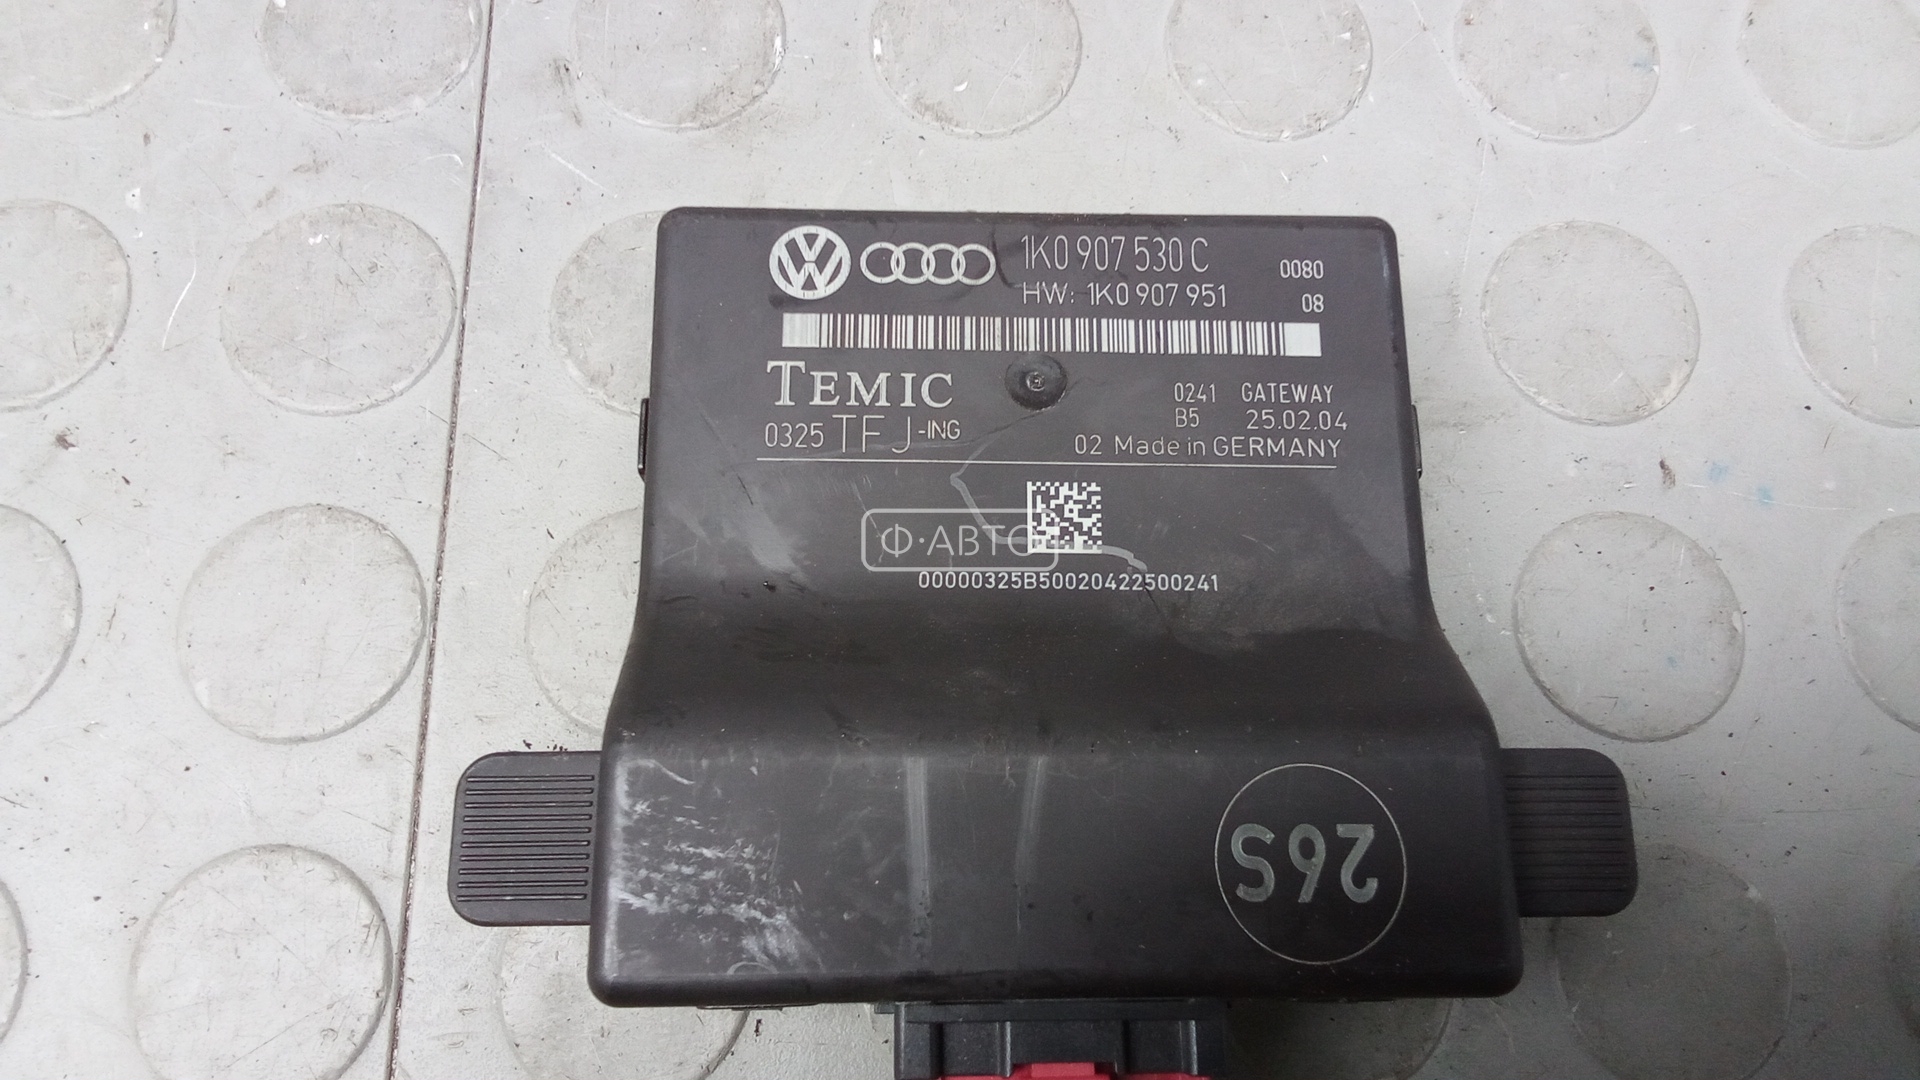 1K0 907 530 C 0080
HW: 1K0 907 951 08
TEMIC
0241 GATEWAY
B5 25.02.04
0325 TFJ-ING
02 Made in GERMANY
Ф·АВТО
00000325B50020422500241
26S